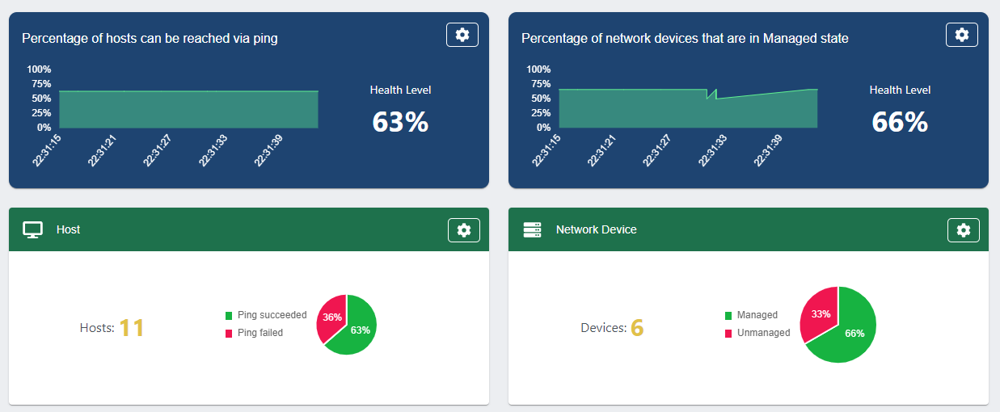 Percentage of hosts can be reached via ping
100%
75%
50%
25%
0%
22:31:15
22:31:21
22:31:27
22:31:33
22:31:39
Health Level
63%
Percentage of network devices that are in Managed state
100%
75%
50%
25%
0%
22:31:15
22:31:21
22:31:27
22:31:33
22:31:39
Health Level
66%
Host
Hosts: 11
Ping succeeded
Ping failed
36%
63%
Network Device
Devices: 6
Managed
Unmanaged
33%
66%